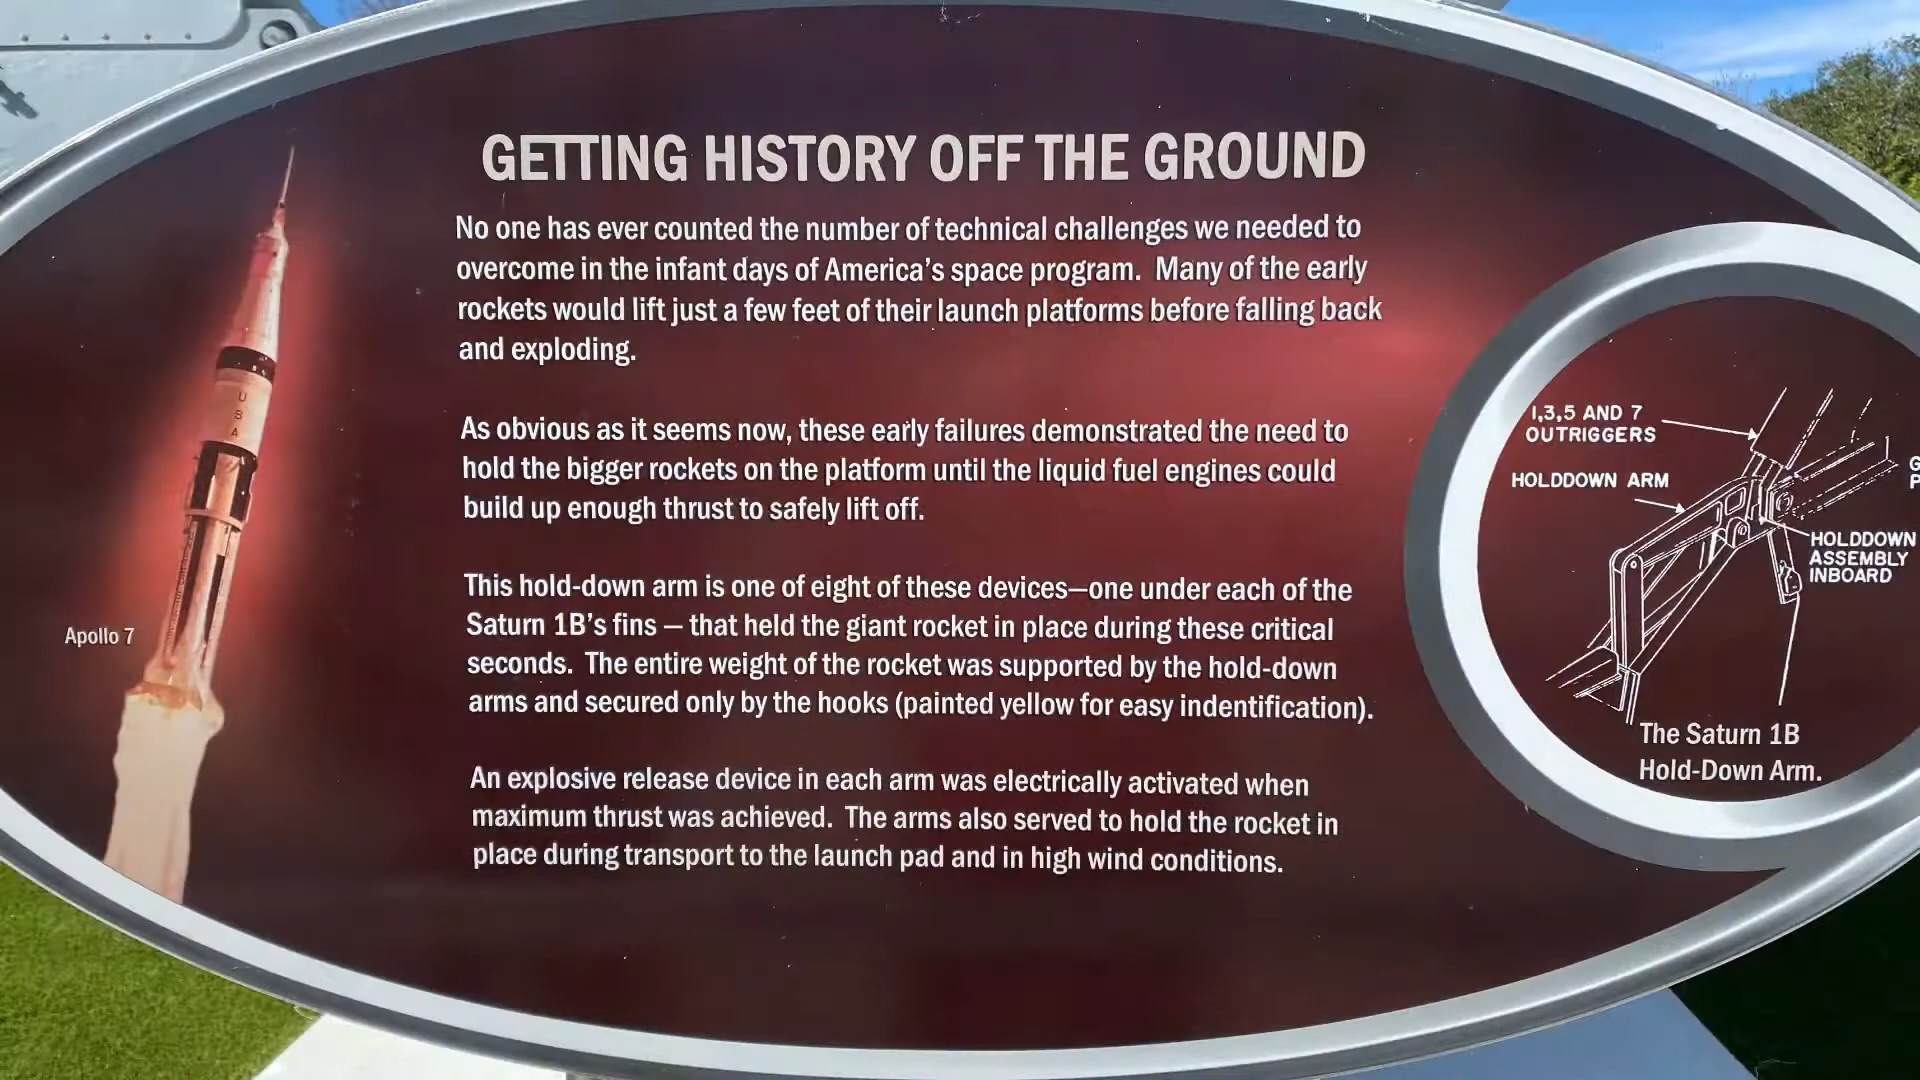 GETTING HISTORY OFF THE GROUND
No one has ever counted the number of technical challenges we needed to
overcome in the infant days of America's space program.  Many of the early
rockets would lift just a few feet of their launch platforms before falling back
and exploding.
As obvious as it seems now, these early failures demonstrated the need to
hold the bigger rockets on the platform until the liquid fuel engines could
build up enough thrust to safely lift off.
This hold-down arm is one of eight of these devices—one under each of the
Saturn 1B's fins — that held the giant rocket in place during these critical
seconds.  The entire weight of the rocket was supported by the hold-down
arms and secured only by the hooks (painted yellow for easy indentification).
An explosive release device in each arm was electrically activated when
maximum thrust was achieved.  The arms also served to hold the rocket in
place during transport to the launch pad and in high wind conditions.
USA
Apollo 7
1,3,5 AND 7
OUTRIGGERS
HOLDDOWN ARM
HOLDDOWN
ASSEMBLY
INBOARD
The Saturn 1B
Hold-Down Arm.